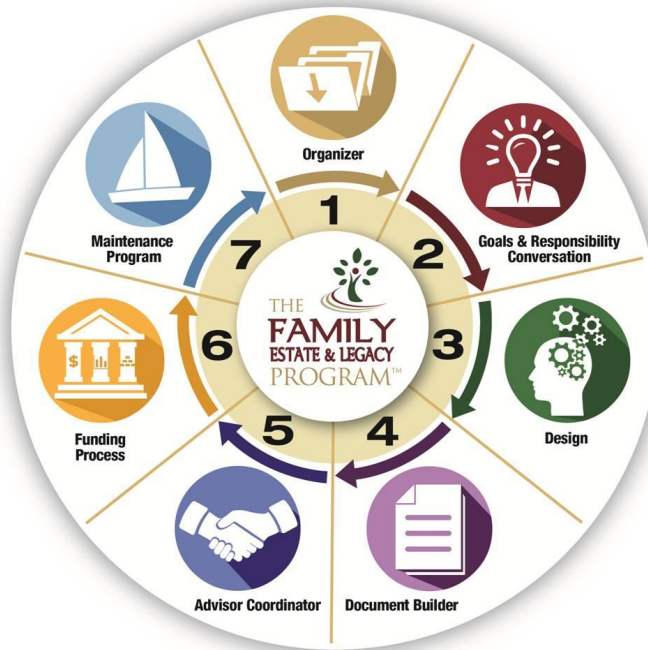 Organizer
1
Goals & Responsibility
Conversation
2
Design
3
Document Builder
4
Advisor Coordinator
5
Funding
Process
6
$
Maintenance
Program
7
THE
FAMILY
ESTATE & LEGACY
PROGRAM™